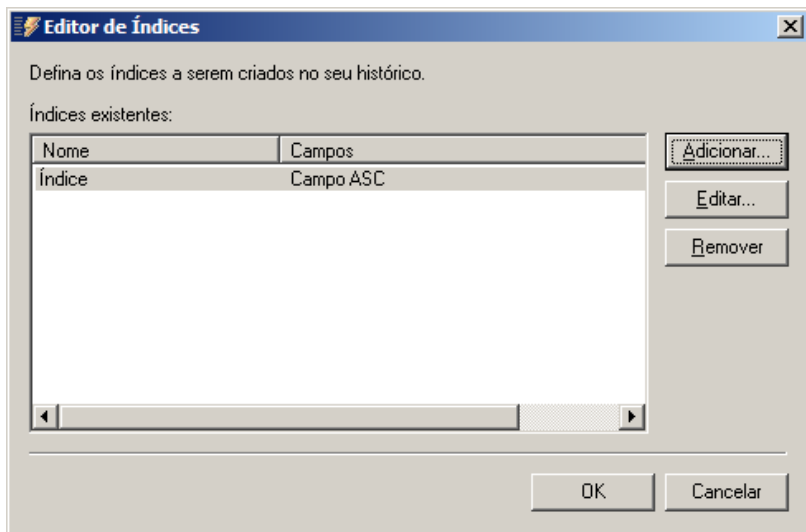 Editor de Índices
Defina os índices a serem criados no seu histórico.
Índices existentes:
Nome Campos
Índice Campo ASC
Adicionar...
Editar...
Remover
OK Cancelar